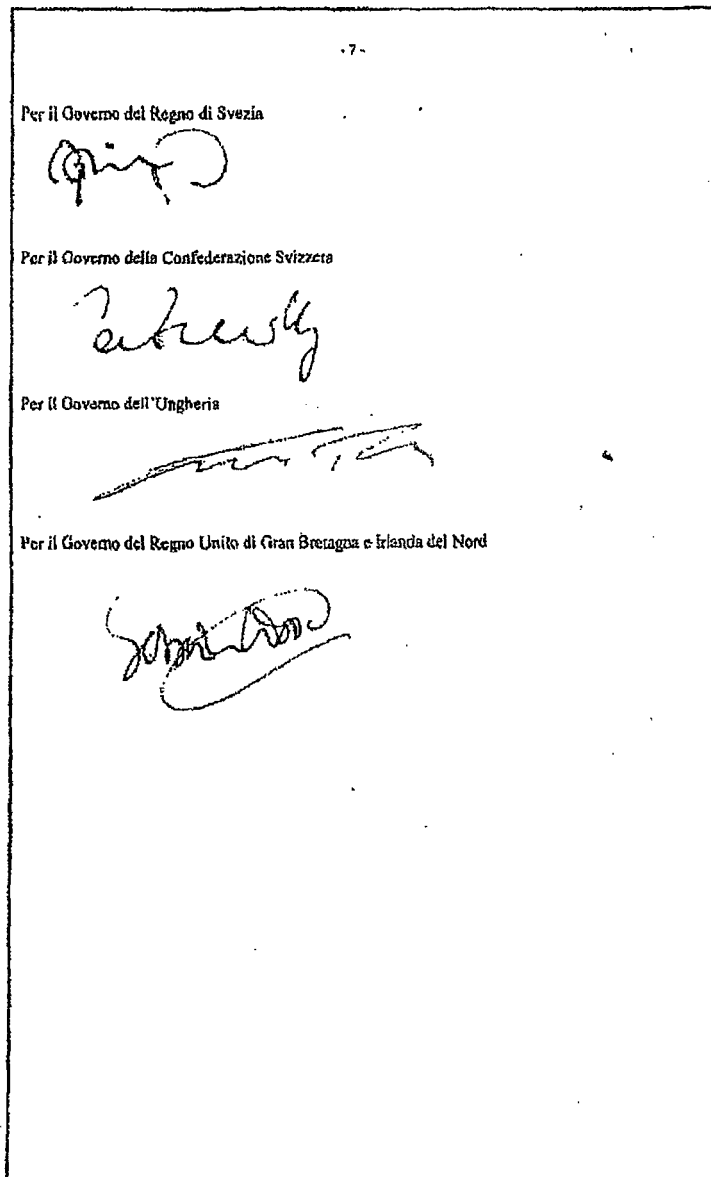 - 7 -
Per il Governo del Regno di Svezia
Per il Governo della Confederazione Svizzera
Per il Governo dell'Ungheria
Per il Governo del Regno Unito di Gran Bretagna e Irlanda del Nord